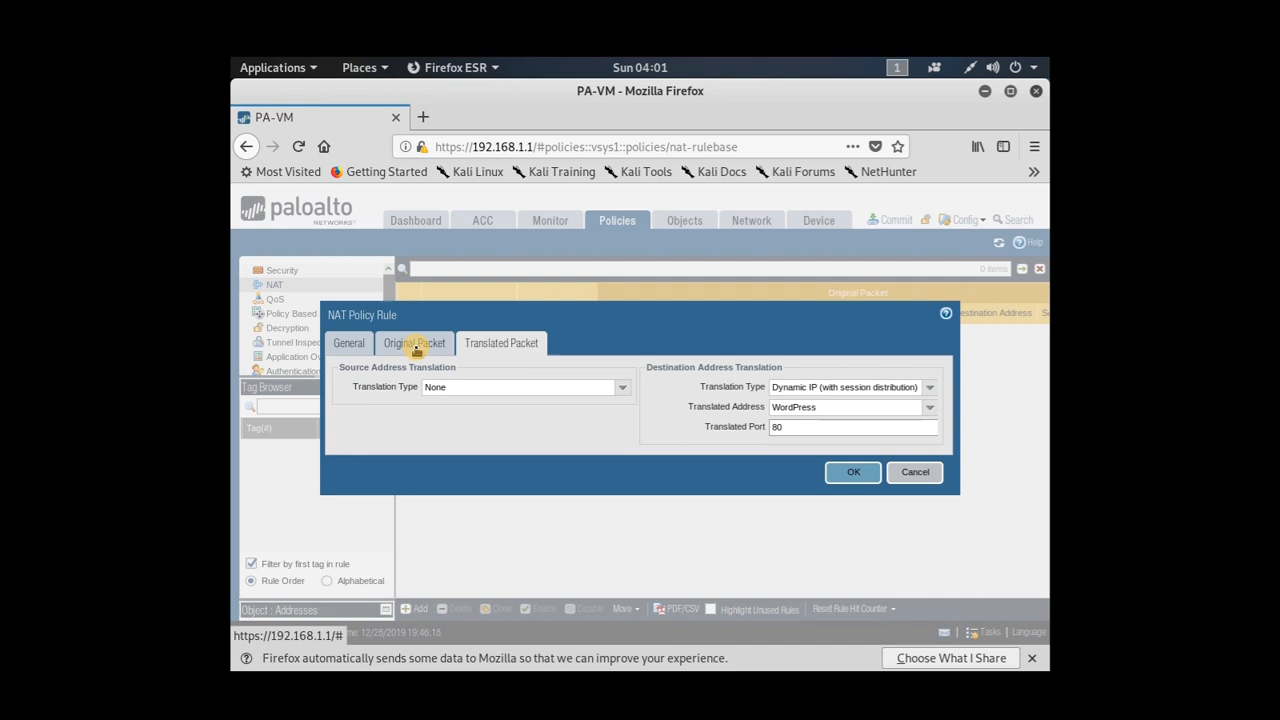 Applications Places Firefox ESR Sun 04:01 1
PA-VM - Mozilla Firefox
PA-VM
https://192.168.1.1/#policies::vsys1::policies/nat-rulebase
Most Visited Getting Started Kali Linux Kali Training Kali Tools Kali Docs Kali Forums NetHunter
paloalto
NETWORKS
Dashboard ACC Monitor Policies Objects Network Device Commit Config Search
Help
Security
NAT
QoS
Policy Based
Decryption
Tunnel Inspec
Application Ov
Authentication
0 items
Original Packet
estination Address
NAT Policy Rule
General Original Packet Translated Packet
Source Address Translation
Translation Type None
Destination Address Translation
Translation Type Dynamic IP (with session distribution)
Translated Address WordPress
Translated Port 80
OK Cancel
Tag Browser
Tag(#)
Filter by first tag in rule
Rule Order Alphabetical
Object : Addresses
Add Delete Clone Enable Disable Move PDF/CSV Highlight Unused Rules Reset Rule Hit Counter
https://192.168.1.1/# me: 12/28/2019 19:46:18 Tasks Language
Firefox automatically sends some data to Mozilla so that we can improve your experience. Choose What I Share